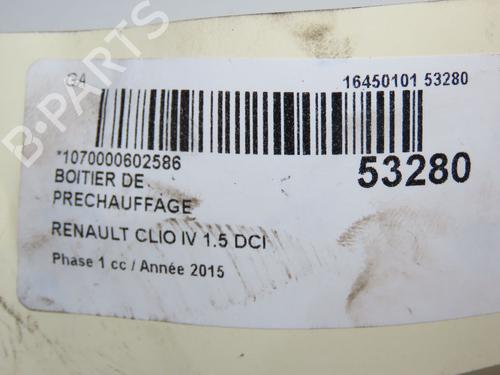 GA
16450101 53280
*1070000602586
53280
BOITIER DE
PRECHAUFFAGE
RENAULT CLIO IV 1.5 DCI
Phase 1 cc / Année 2015
B-PARTS